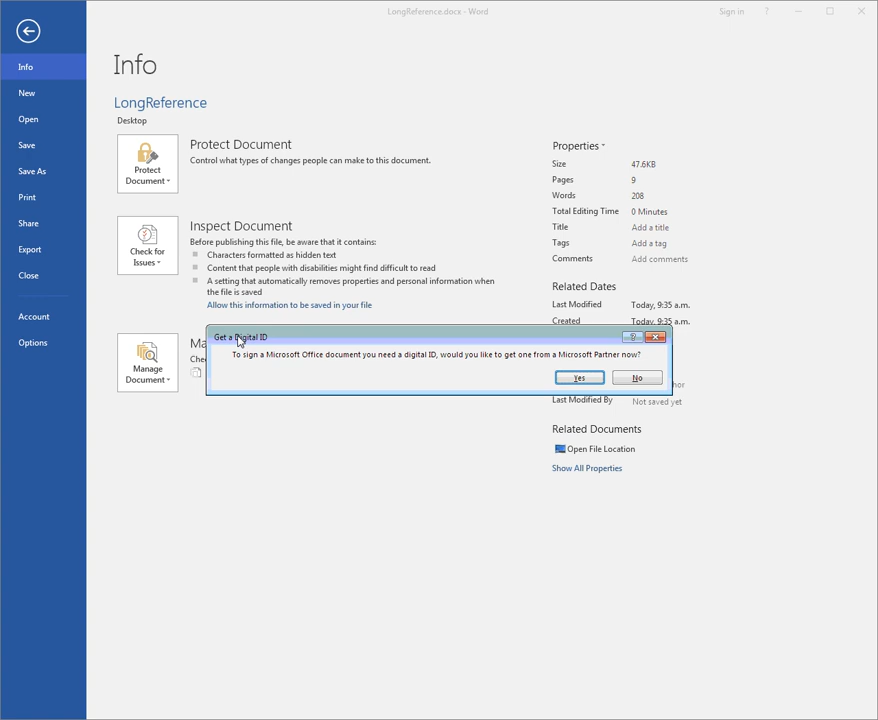 LongReference.docx - Word
Sign in
?
Info
New
Open
Save
Save As
Print
Share
Export
Close
Account
Options
Info
LongReference
Desktop
Protect
Document
Protect Document
Control what types of changes people can make to this document.
Check for
Issues
Inspect Document
Before publishing this file, be aware that it contains:
Characters formatted as hidden text
Content that people with disabilities might find difficult to read
A setting that automatically removes properties and personal information when
the file is saved
Allow this information to be saved in your file
Manage
Document
Get a Digital ID
?
To sign a Microsoft Office document you need a digital ID, would you like to get one from a Microsoft Partner now?
Yes
No
Properties
Size 47.6KB
Pages 9
Words 208
Total Editing Time 0 Minutes
Title Add a title
Tags Add a tag
Comments Add comments
Related Dates
Last Modified Today, 9:35 a.m.
Created Today, 9:35 a.m.
Last Modified By Not saved yet
Related Documents
Open File Location
Show All Properties